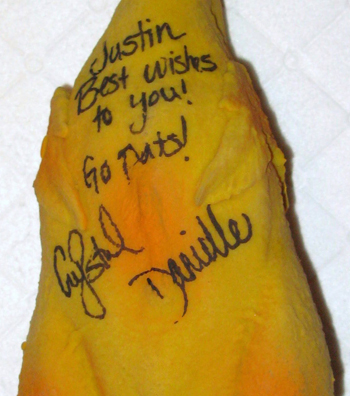 Justin
Best wishes
to you!
Go Pats!
Crystal
Danielle